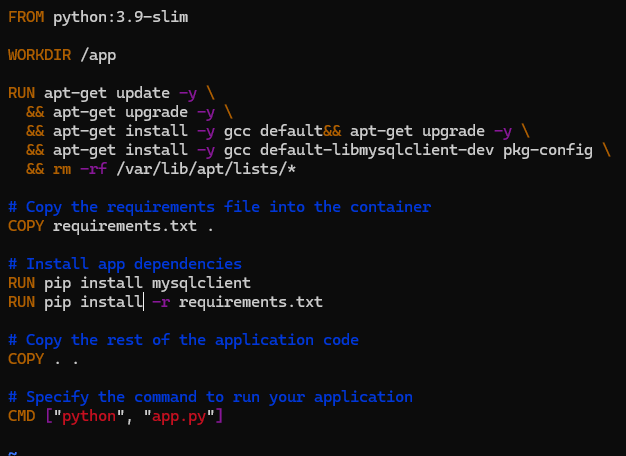 FROM python:3.9-slim
WORKDIR /app
RUN apt-get update -y \
&& apt-get upgrade -y \
&& apt-get install -y gcc default&& apt-get upgrade -y \
&& apt-get install -y gcc default-libmysqlclient-dev pkg-config \
&& rm -rf /var/lib/apt/lists/*
# Copy the requirements file into the container
COPY requirements.txt .
# Install app dependencies
RUN pip install mysqlclient
RUN pip install -r requirements.txt
# Copy the rest of the application code
COPY . .
# Specify the command to run your application
CMD ["python", "app.py"]
~